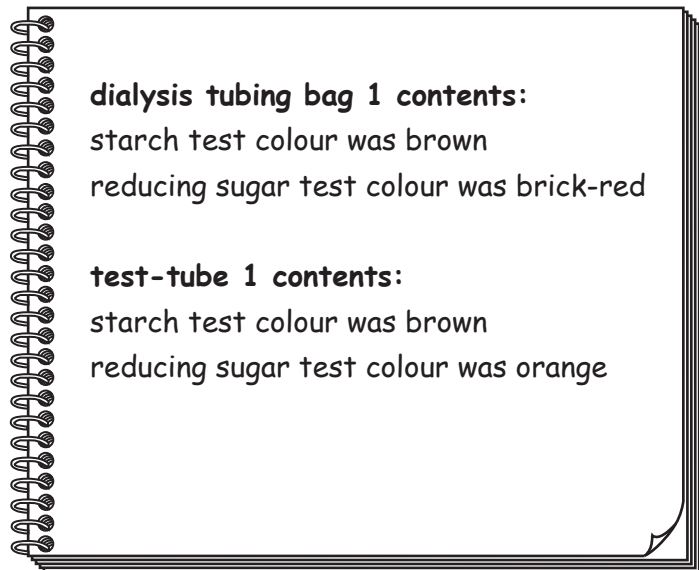 dialysis tubing bag 1 contents:
starch test colour was brown
reducing sugar test colour was brick-red
test-tube 1 contents:
starch test colour was brown
reducing sugar test colour was orange